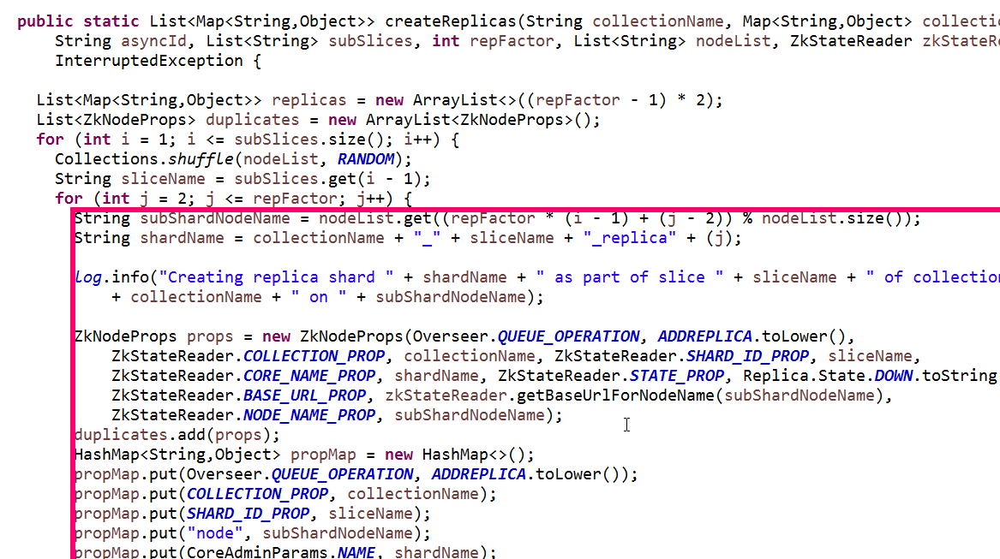 public static List<Map<String,Object>> createReplicas(String collectionName, Map<String,Object> collectio
String asyncId, List<String> subSlices, int repFactor, List<String> nodeList, ZkStateReader zkStateRe
InterruptedException {
List<Map<String,Object>> replicas = new ArrayList<>((repFactor - 1) * 2);
List<ZkNodeProps> duplicates = new ArrayList<ZkNodeProps>();
for (int i = 1; i <= subSlices.size(); i++) {
Collections.shuffle(nodeList, RANDOM);
String sliceName = subSlices.get(i - 1);
for (int j = 2; j <= repFactor; j++) {
String subShardNodeName = nodeList.get((repFactor * (i - 1) + (j - 2)) % nodeList.size());
String shardName = collectionName + "_" + sliceName + "_replica" + (j);
log.info("Creating replica shard " + shardName + " as part of slice " + sliceName + " of collection
+ collectionName + " on " + subShardNodeName);
ZkNodeProps props = new ZkNodeProps(Overseer.QUEUE_OPERATION, ADDREPLICA.toLower(),
ZkStateReader.COLLECTION_PROP, collectionName, ZkStateReader.SHARD_ID_PROP, sliceName,
ZkStateReader.CORE_NAME_PROP, shardName, ZkStateReader.STATE_PROP, Replica.State.DOWN.toString
ZkStateReader.BASE_URL_PROP, zkStateReader.getBaseUrlForNodeName(subShardNodeName),
ZkStateReader.NODE_NAME_PROP, subShardNodeName);
duplicates.add(props);
HashMap<String,Object> propMap = new HashMap<>();
propMap.put(Overseer.QUEUE_OPERATION, ADDREPLICA.toLower());
propMap.put(COLLECTION_PROP, collectionName);
propMap.put(SHARD_ID_PROP, sliceName);
propMap.put("node", subShardNodeName);
propMap.put(CoreAdminParams.NAME, shardName);